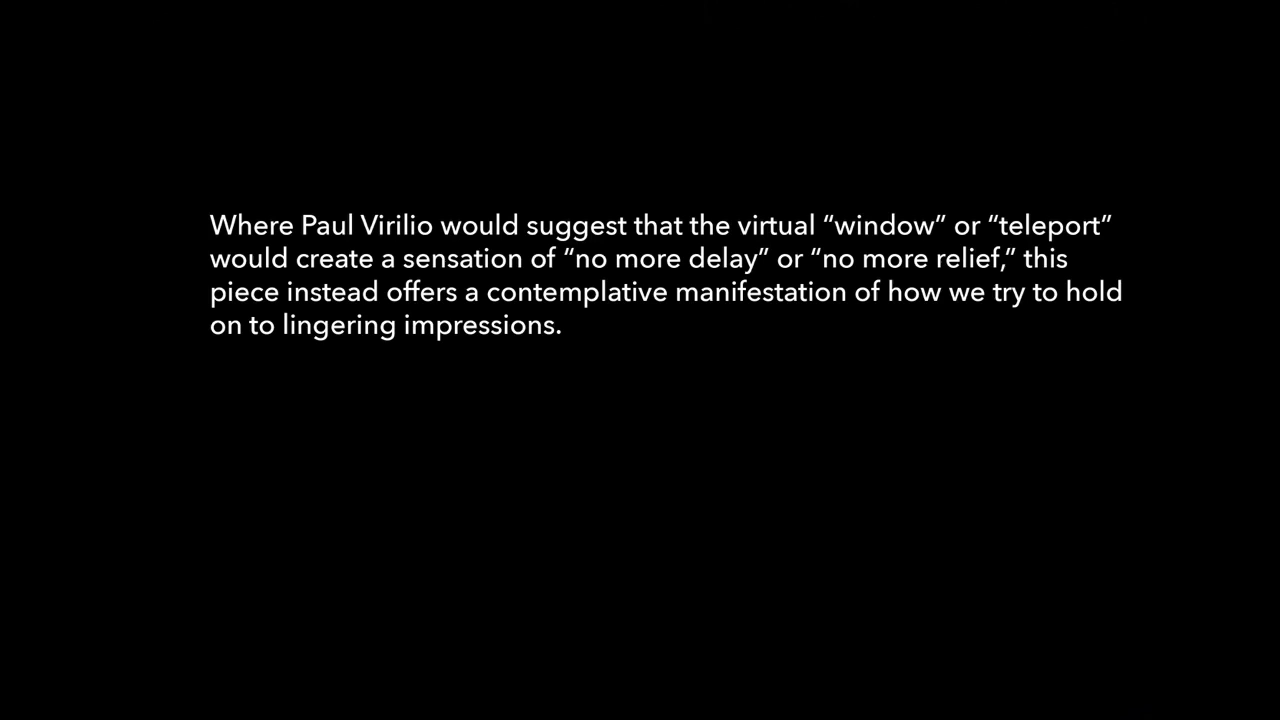 Where Paul Virilio would suggest that the virtual “window” or “teleport”
would create a sensation of “no more delay” or “no more relief,” this
piece instead offers a contemplative manifestation of how we try to hold
on to lingering impressions.